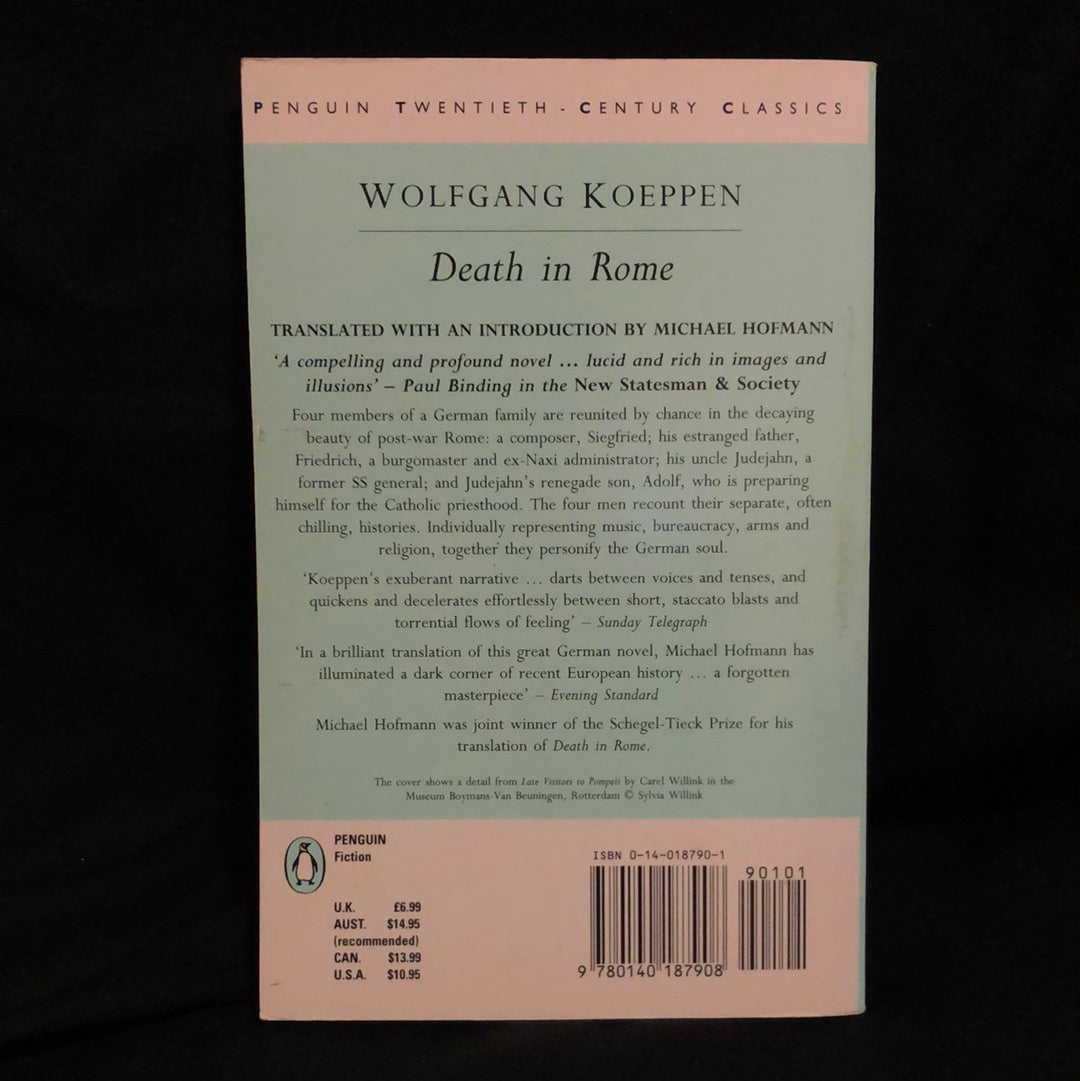 PENGUIN TWENTIETH-CENTURY CLASSICS
WOLFGANG KOEPPEN
Death in Rome
TRANSLATED WITH AN INTRODUCTION BY MICHAEL HOFMANN
'A compelling and profound novel ... lucid and rich in images and
illusions' – Paul Binding in the New Statesman & Society
Four members of a German family are reunited by chance in the decaying
beauty of post-war Rome: a composer, Siegfried; his estranged father,
Friedrich, a burgomaster and ex-Naxi administrator; his uncle Judejahn, a
former SS general; and Judejahn's renegade son, Adolf, who is preparing
himself for the Catholic priesthood. The four men recount their separate, often
chilling, histories. Individually representing music, bureaucracy, arms and
religion, together they personify the German soul.
'Koeppen's exuberant narrative ... darts between voices and tenses, and
quickens and decelerates effortlessly between short, staccato blasts and
torrential flows of feeling' – Sunday Telegraph
'In a brilliant translation of this great German novel, Michael Hofmann has
illuminated a dark corner of recent European history ... a forgotten
masterpiece' – Evening Standard
Michael Hofmann was joint winner of the Schegel-Tieck Prize for his
translation of Death in Rome.
The cover shows a detail from Late Visitors to Pompeii by Carel Willink in the
Museum Boymans-Van Beuningen, Rotterdam © Sylvia Willink
PENGUIN
Fiction
U.K. £6.99
AUST. $14.95
(recommended)
CAN. $13.99
U.S.A. $10.95
ISBN 0-14-018790-1
90101
9 780140 187908